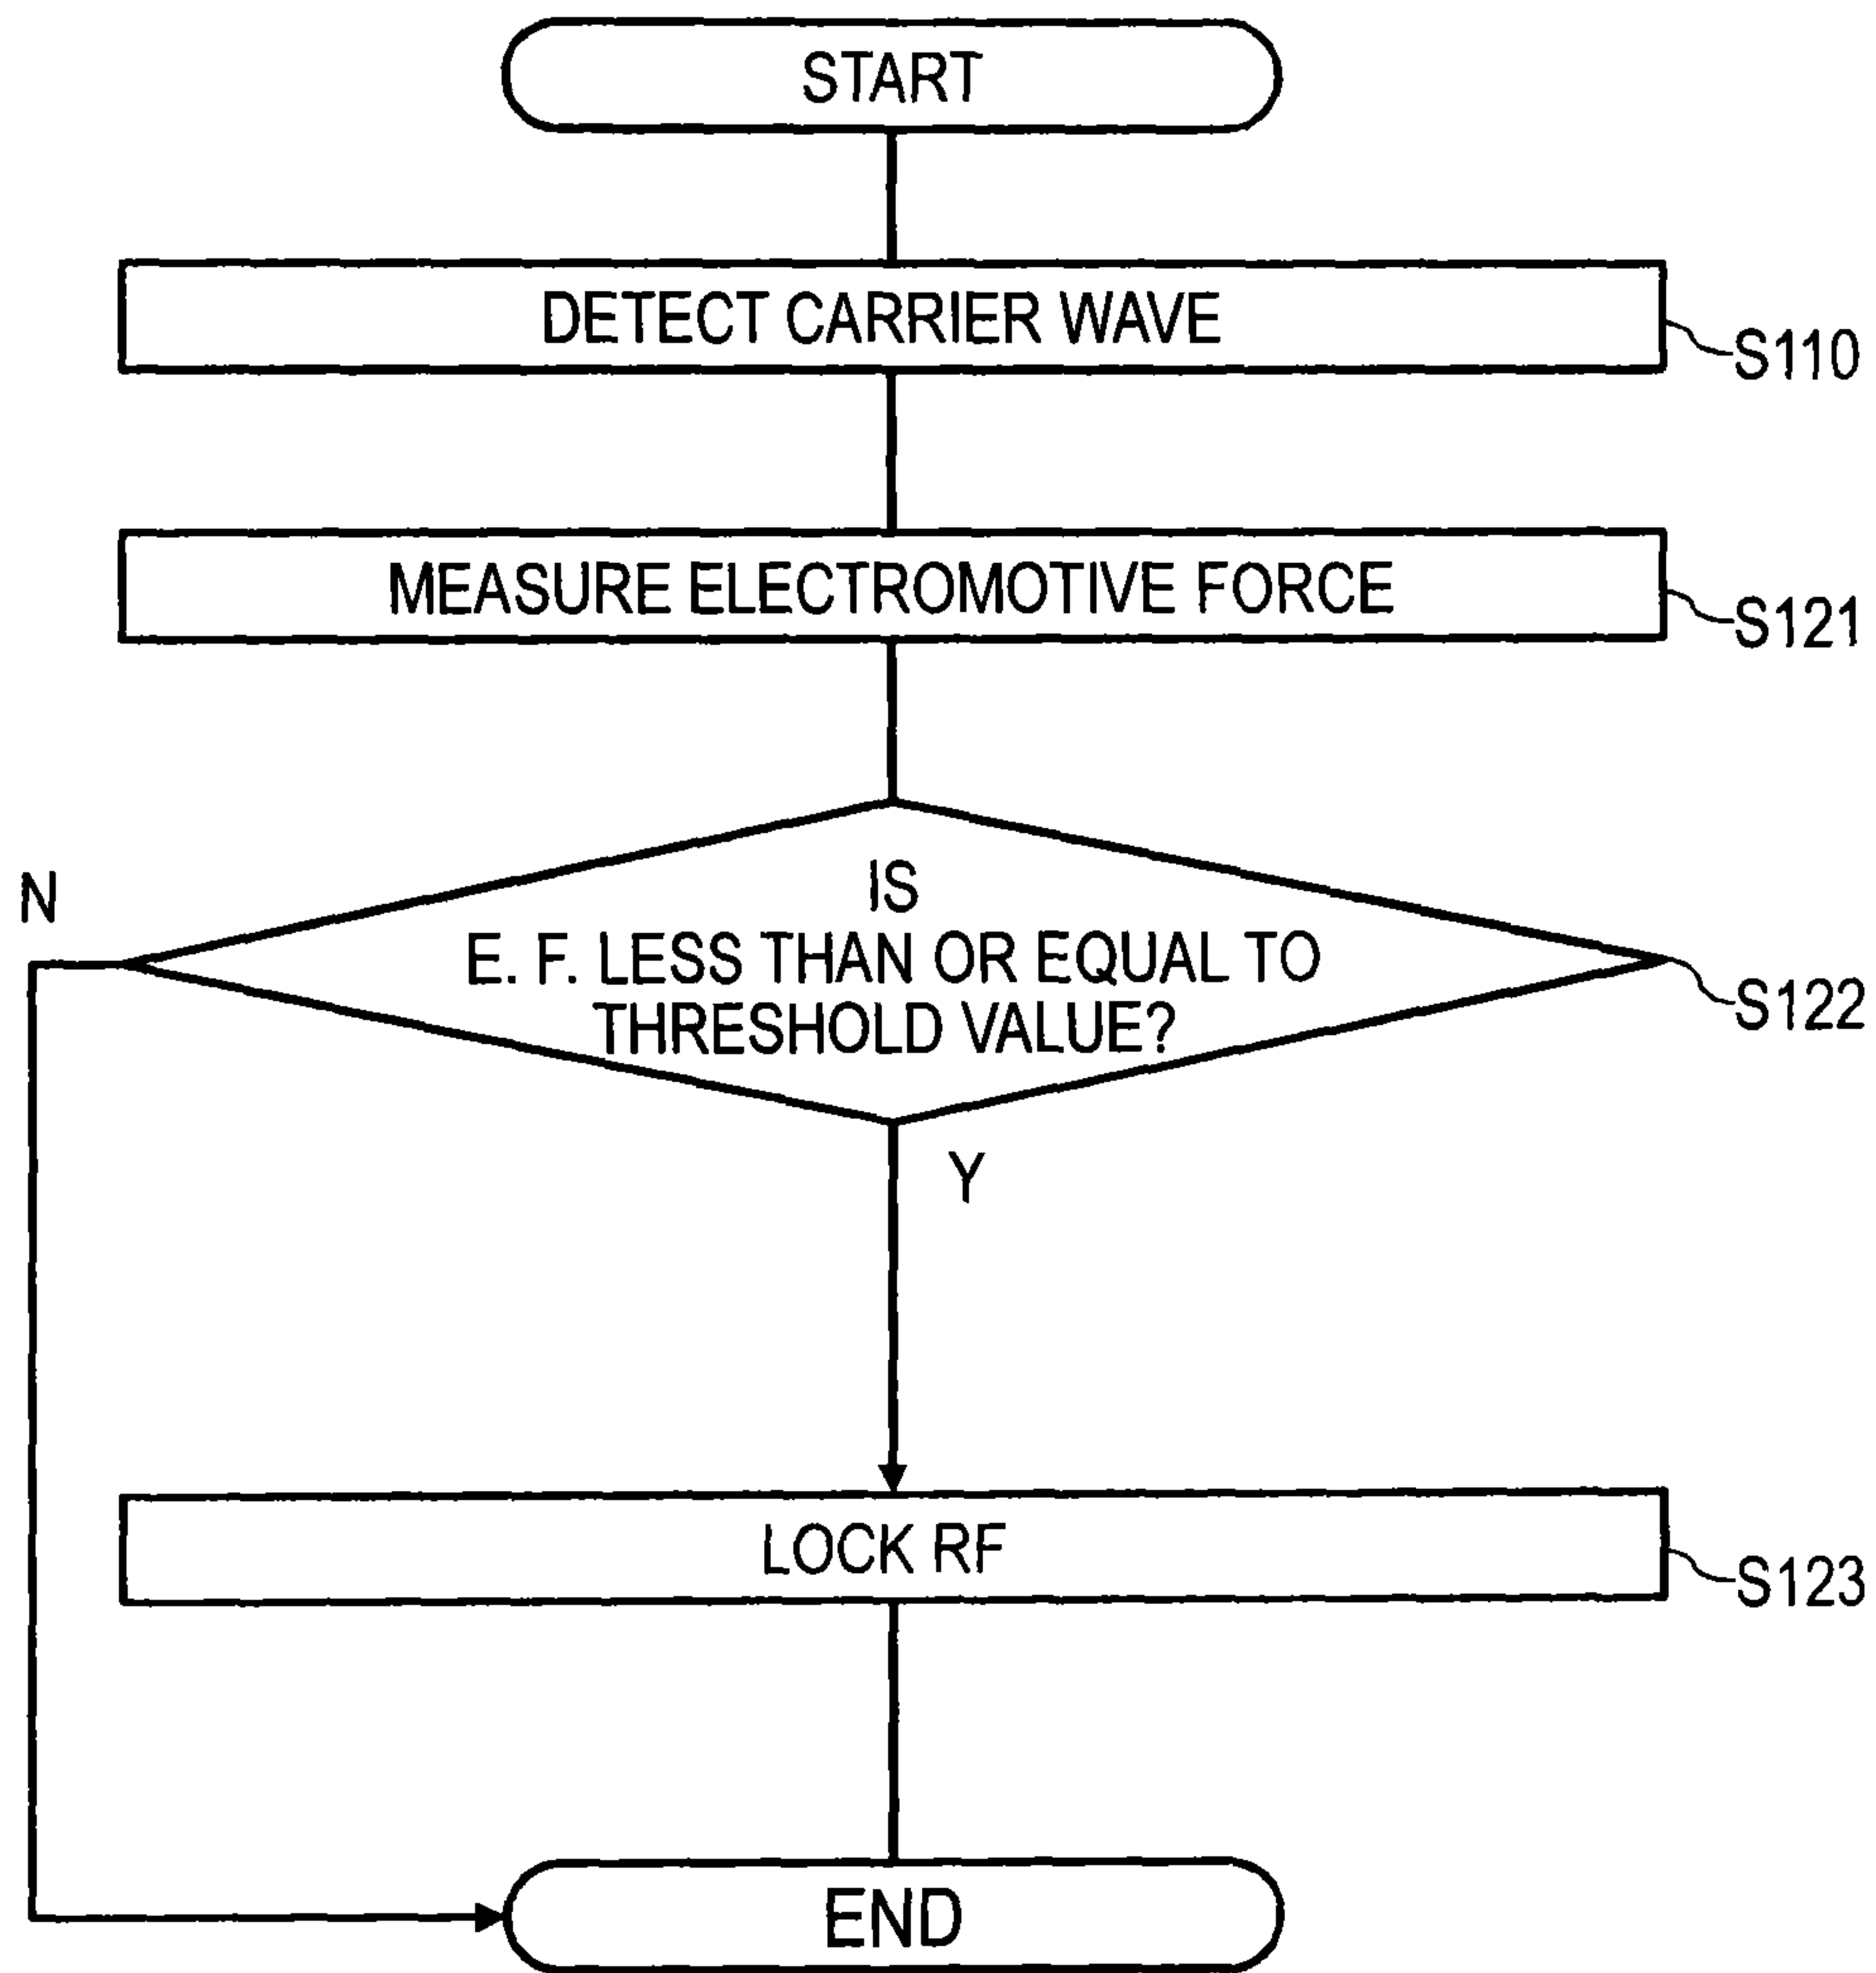 START
DETECT CARRIER WAVE
S110
MEASURE ELECTROMOTIVE FORCE
S121
N
IS
E. F. LESS THAN OR EQUAL TO
THRESHOLD VALUE?
S122
Y
LOCK RF
S123
END